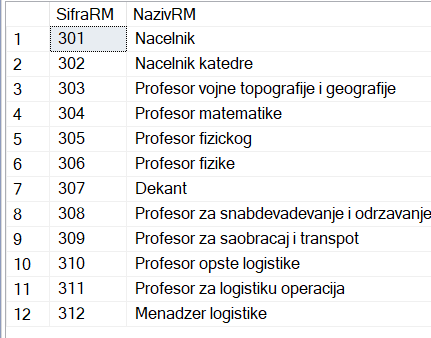 SifraRM NazivRM
1 301 Nacelnik
2 302 Nacelnik katedre
3 303 Profesor vojne topografije i geografije
4 304 Profesor matematike
5 305 Profesor fizickog
6 306 Profesor fizike
7 307 Dekant
8 308 Profesor za snabdevadevanje i odrzavanje
9 309 Profesor za saobracaj i transpot
10 310 Profesor opste logistike
11 311 Profesor za logistiku operacija
12 312 Menadzer logistike